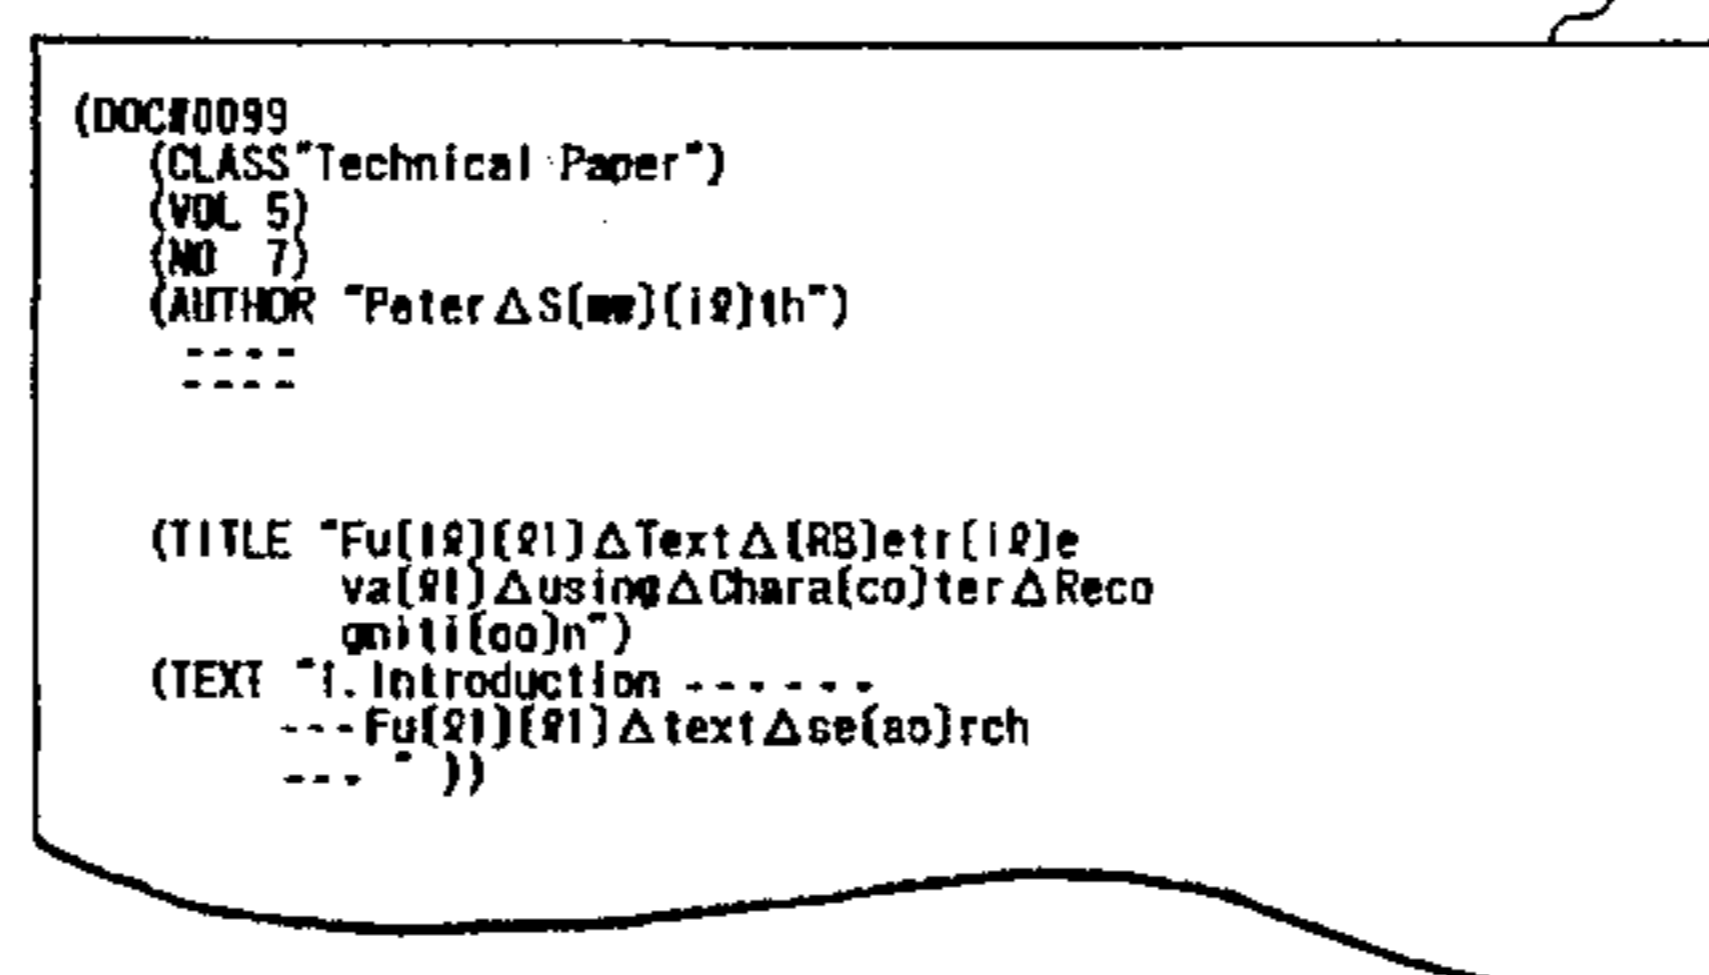 (DOC#0099
(CLASS"Technical Paper")
(VOL 5)
(NO 7)
(AUTHOR "Peter△S[mw][iℓ]th")
----
----
(TITLE "Fu[lℓ][ℓl]△Text△[RB]etr[iℓ]e
va[ℓl]△using△Chara[co]ter△Reco
gniti[oo]n")
(TEXT "1.Introduction ------
---Fu[ℓl][ℓl]△text△se[ao]rch
--- " ))